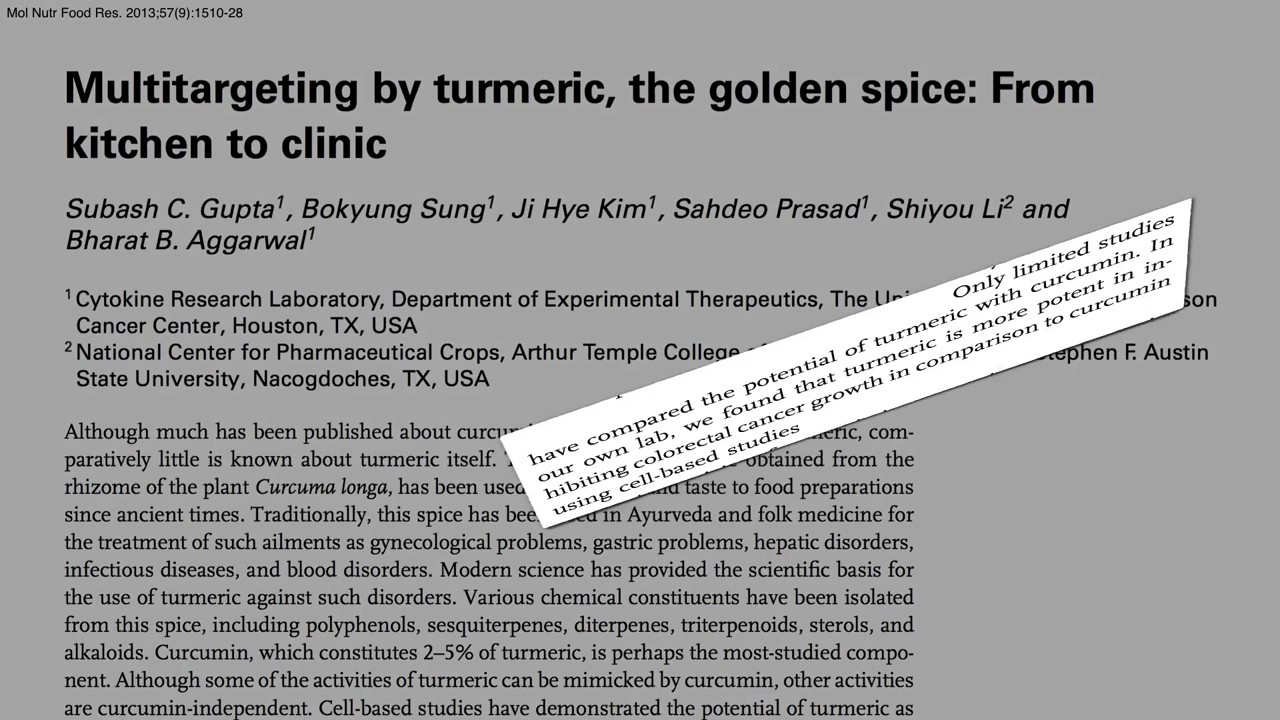 Mol Nutr Food Res. 2013;57(9):1510-28
Multitargeting by turmeric, the golden spice: From
kitchen to clinic
Subash C. Gupta1, Bokyung Sung1, Ji Hye Kim1, Sahdeo Prasad1, Shiyou Li2 and
Bharat B. Aggarwal1
1 Cytokine Research Laboratory, Department of Experimental Therapeutics, The
Cancer Center, Houston, TX, USA
2 National Center for Pharmaceutical Crops, Arthur Temple College F. Austin
State University, Nacogdoches, TX, USA
Only limited studies
have compared the potential of turmeric with curcumin. In
our own lab, we found that turmeric is more potent in in-
hibiting colorectal cancer growth in comparison to curcumin
using cell-based studies
Although much has been published about com-
paratively little is known about turmeric itself. obtained from the
rhizome of the plant Curcuma longa, has been used taste to food preparations
since ancient times. Traditionally, this spice has in Ayurveda and folk medicine for
the treatment of such ailments as gynecological problems, gastric problems, hepatic disorders,
infectious diseases, and blood disorders. Modern science has provided the scientific basis for
the use of turmeric against such disorders. Various chemical constituents have been isolated
from this spice, including polyphenols, sesquiterpenes, diterpenes, triterpenoids, sterols, and
alkaloids. Curcumin, which constitutes 2–5% of turmeric, is perhaps the most-studied compo-
nent. Although some of the activities of turmeric can be mimicked by curcumin, other activities
are curcumin-independent. Cell-based studies have demonstrated the potential of turmeric as